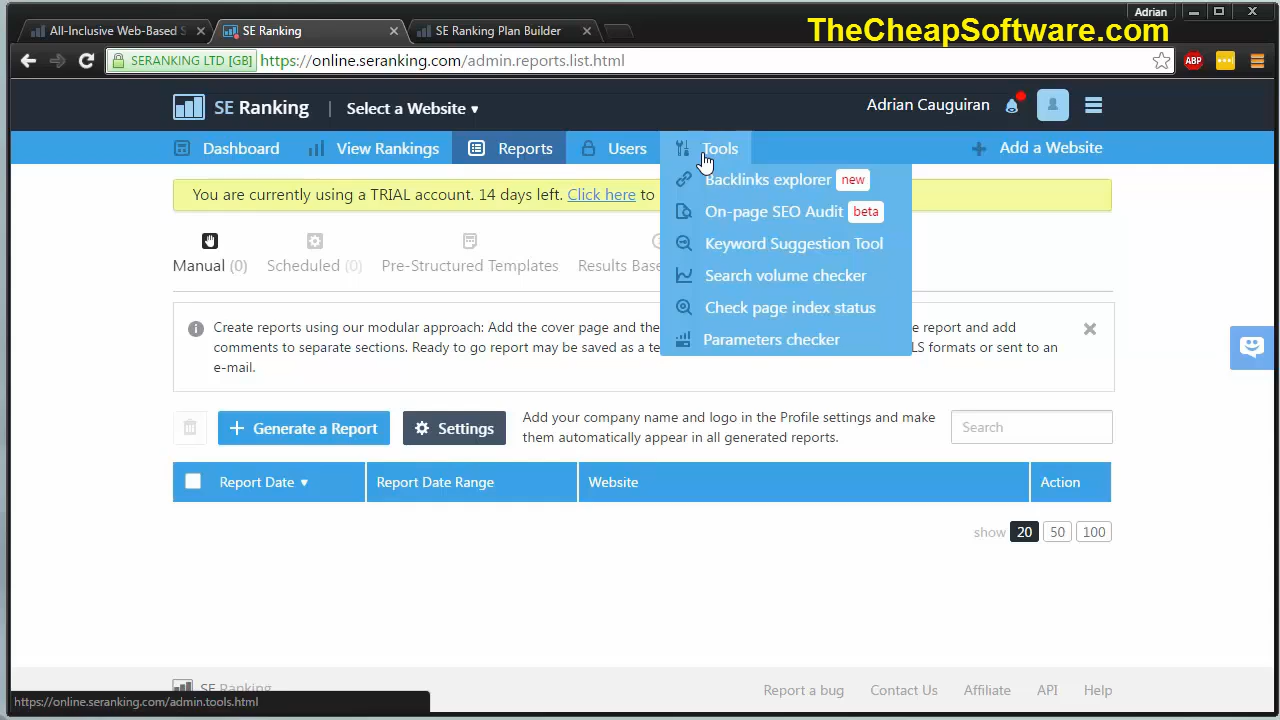 Adrian
All-Inclusive Web-Based S
SE Ranking
SE Ranking Plan Builder
TheCheapSoftware.com
SERANKING LTD [GB]
https://online.seranking.com/admin.reports.list.html
ABP
SE Ranking
Select a Website
Adrian Cauguiran
Dashboard
View Rankings
Reports
Users
Tools
Add a Website
You are currently using a TRIAL account. 14 days left. Click here to
Backlinks explorer new
On-page SEO Audit beta
Keyword Suggestion Tool
Search volume checker
Check page index status
Parameters checker
Manual (0)
Scheduled (0)
Pre-Structured Templates
Results Base
Create reports using our modular approach: Add the cover page and the
e report and add
comments to separate sections. Ready to go report may be saved as a te
LS formats or sent to an
e-mail.
Generate a Report
Settings
Add your company name and logo in the Profile settings and make
them automatically appear in all generated reports.
Search
Report Date
Report Date Range
Website
Action
show 20 50 100
SE Ranking
Report a bug
Contact Us
Affiliate
API
Help
https://online.seranking.com/admin.tools.html